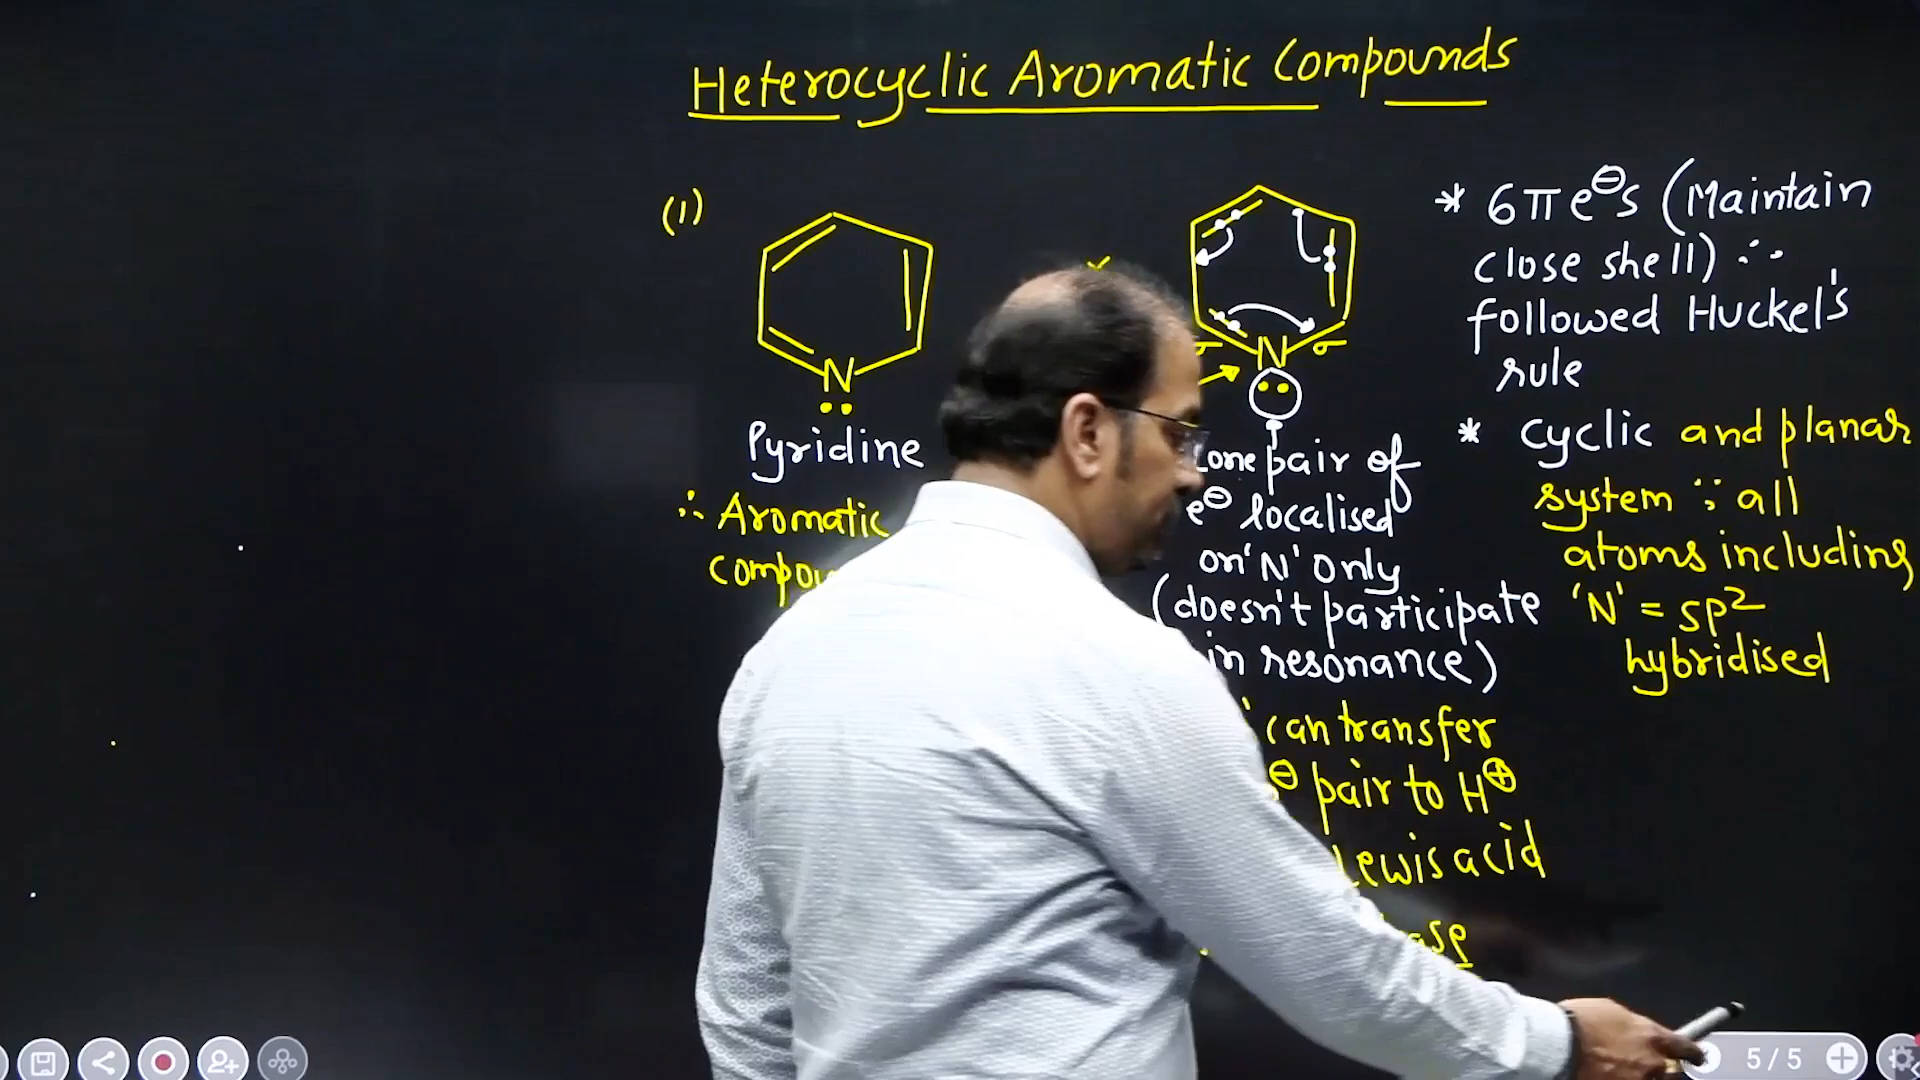 Heterocyclic Aromatic Compounds
(1)
N
Pyridine
∴ Aromatic
N
σ σ
Lone pair of
e⊖ localised
on 'N' only
(doesn't participate
in resonance)
can transfer
pair to H⊕
Lewis acid
* 6π e⊖s (Maintain
close shell) ∴
followed Huckel's
rule
* cyclic and planar
system ∵ all
atoms including
'N' = sp2
hybridised
5/5